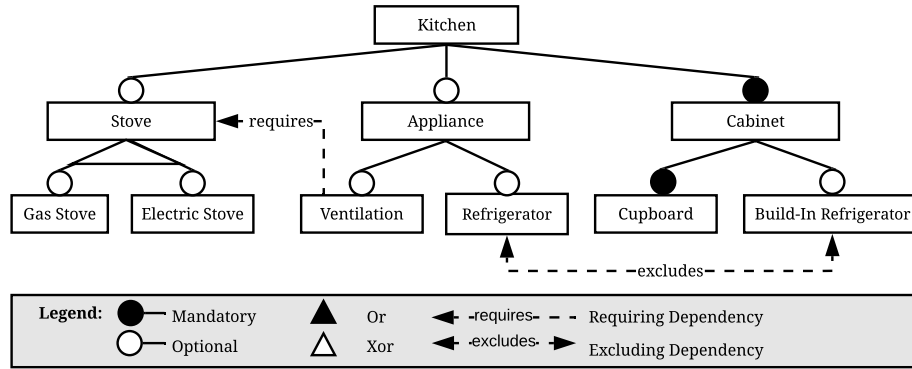 Kitchen
Stove
requires
Appliance
Cabinet
Gas Stove
Electric Stove
Ventilation
Refrigerator
Cupboard
Build-In Refrigerator
excludes
Legend:
Mandatory
Or
requires
Requiring Dependency
Optional
Xor
excludes
Excluding Dependency